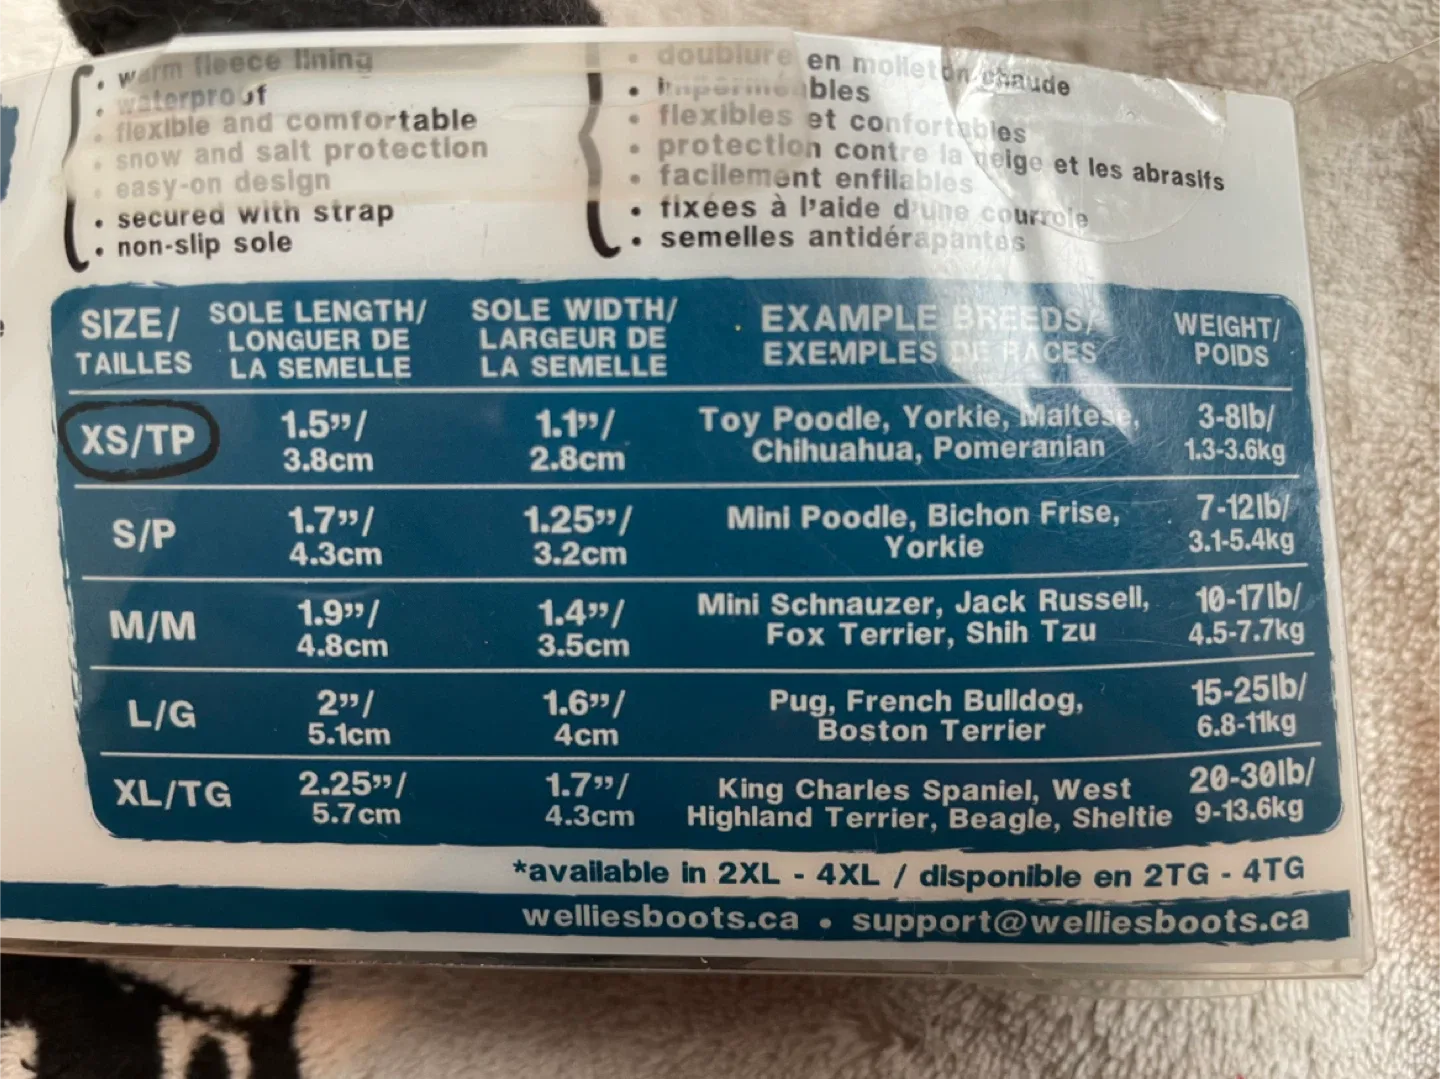 • warm fleece lining
• waterproof
• flexible and comfortable
• snow and salt protection
• easy-on design
• secured with strap
• non-slip sole
• doublure en molleton chaude
• imperméables
• flexibles et confortables
• protection contre la neige et les abrasifs
• facilement enfilables
• fixées à l'aide d'une courroie
• semelles antidérapantes
SIZE/
TAILLES
SOLE LENGTH/
LONGUER DE
LA SEMELLE
SOLE WIDTH/
LARGEUR DE
LA SEMELLE
EXAMPLE BREEDS/
EXEMPLES DE RACES
WEIGHT/
POIDS
XS/TP
1.5”/
3.8cm
1.1”/
2.8cm
Toy Poodle, Yorkie, Maltese,
Chihuahua, Pomeranian
3-8lb/
1.3-3.6kg
S/P
1.7”/
4.3cm
1.25”/
3.2cm
Mini Poodle, Bichon Frise,
Yorkie
7-12lb/
3.1-5.4kg
M/M
1.9”/
4.8cm
1.4”/
3.5cm
Mini Schnauzer, Jack Russell,
Fox Terrier, Shih Tzu
10-17lb/
4.5-7.7kg
L/G
2”/
5.1cm
1.6”/
4cm
Pug, French Bulldog,
Boston Terrier
15-25lb/
6.8-11kg
XL/TG
2.25”/
5.7cm
1.7”/
4.3cm
King Charles Spaniel, West
Highland Terrier, Beagle, Sheltie
20-30lb/
9-13.6kg
*available in 2XL - 4XL / disponible en 2TG - 4TG
welliesboots.ca • support@welliesboots.ca